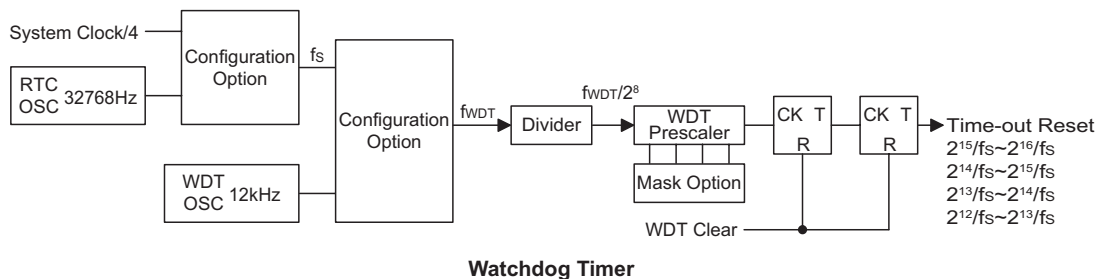 System Clock/4
Configuration
Option
fS
RTC
OSC 32768Hz
Configuration
Option
WDT
OSC 12kHz
fWDT
Divider
fWDT/2⁸
WDT
Prescaler
Mask Option
CK T
R
CK T
R
WDT Clear
Time-out Reset
2¹⁵/fS~2¹⁶/fS
2¹⁴/fS~2¹⁵/fS
2¹³/fS~2¹⁴/fS
2¹²/fS~2¹³/fS
Watchdog Timer